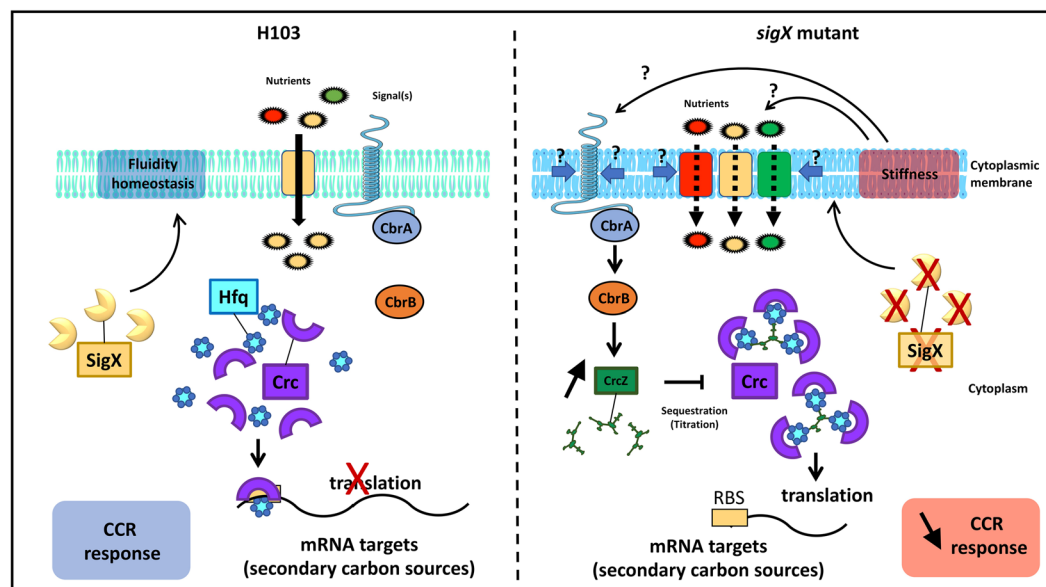 H103
Nutrients
Signal(s)
Fluidity
homeostasis
CbrA
CbrB
Hfq
SigX
Crc
translation
mRNA targets
(secondary carbon sources)
CCR
response
sigX mutant
?
?
Nutrients
?
?
?
?
Stiffness
Cytoplasmic
membrane
CbrA
CbrB
CrcZ
Sequestration
(Titration)
Crc
SigX
Cytoplasm
RBS
translation
mRNA targets
(secondary carbon sources)
CCR
response